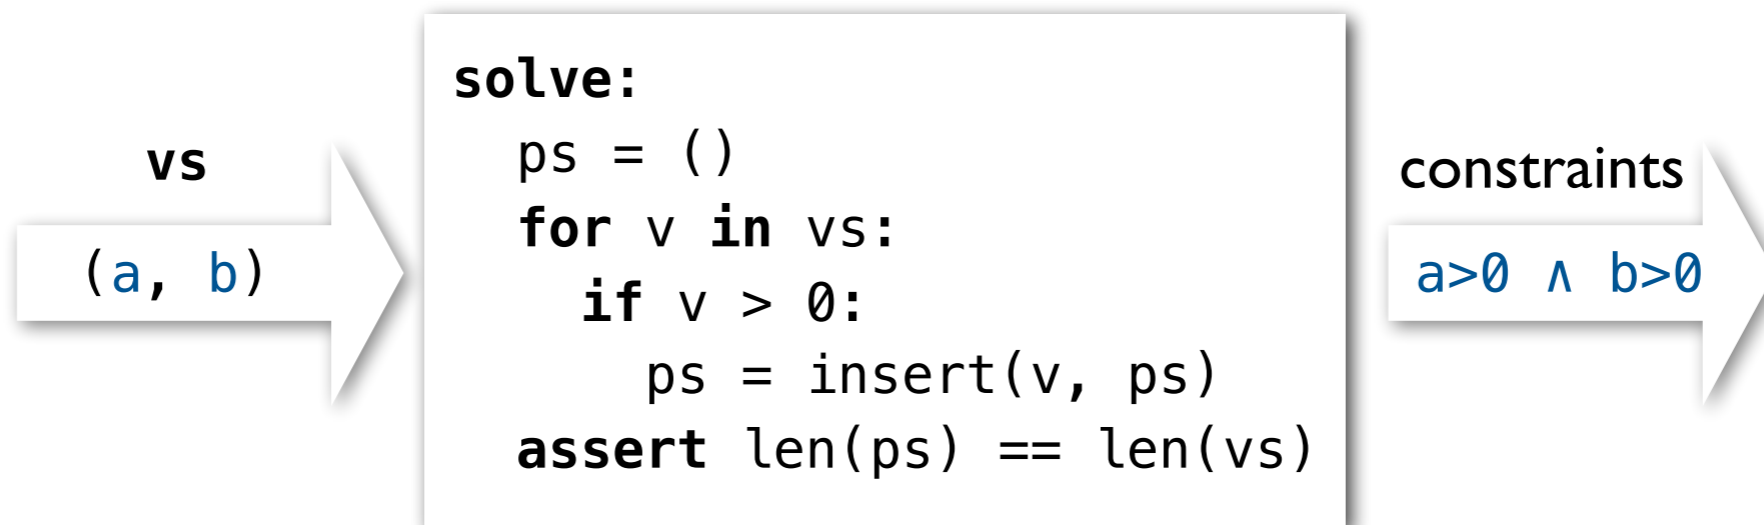 vs
(a, b)
solve:
  ps = ()
  for v in vs:
    if v > 0:
      ps = insert(v, ps)
  assert len(ps) == len(vs)
constraints
a>0 ∧ b>0